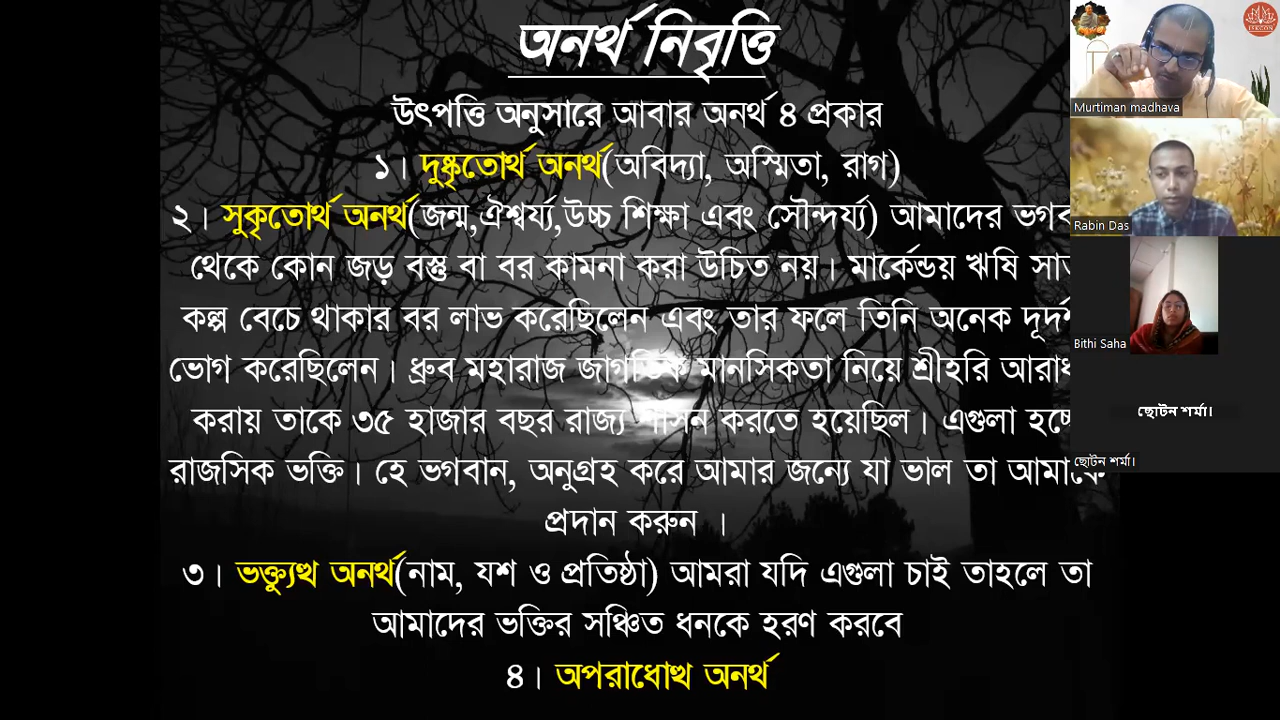 অনর্থ নিবৃত্তি
উৎপত্তি অনুসারে আবার অনর্থ ৪ প্রকার
১। দুষ্কৃতোর্থ অনর্থ(অবিদ্যা, অস্মিতা, রাগ)
২। সুকৃতোর্থ অনর্থ(জন্ম,ঐশ্বর্য্য,উচ্চ শিক্ষা এবং সৌন্দর্য্য) আমাদের
থেকে কোন জড় বস্তু বা বর কামনা করা উচিত নয়। মার্কেন্ডয় ঋষি
কল্প বেচে থাকার বর লাভ করেছিলেন এবং তার ফলে তিনি অনেক
ভোগ করেছিলেন। ধ্রুব মহারাজ জাগতিক মানসিকতা নিয়ে শ্রীহরি
করায় তাকে ৩৫ হাজার বছর রাজ্য শাসন করতে হয়েছিল। এগুলা
রাজসিক ভক্তি। হে ভগবান, অনুগ্রহ করে আমার জন্যে যা ভাল তা আমাকে
প্রদান করুন ।
৩। ভক্ত্যুত্থ অনর্থ(নাম, যশ ও প্রতিষ্ঠা) আমরা যদি এগুলা চাই তাহলে তা
আমাদের ভক্তির সঞ্চিত ধনকে হরণ করবে
৪। অপরাধোত্থ অনর্থ
Murtiman madhava
Rabin Das
Bithi Saha
ছোটন শর্মা।
ছোটন শর্মা।